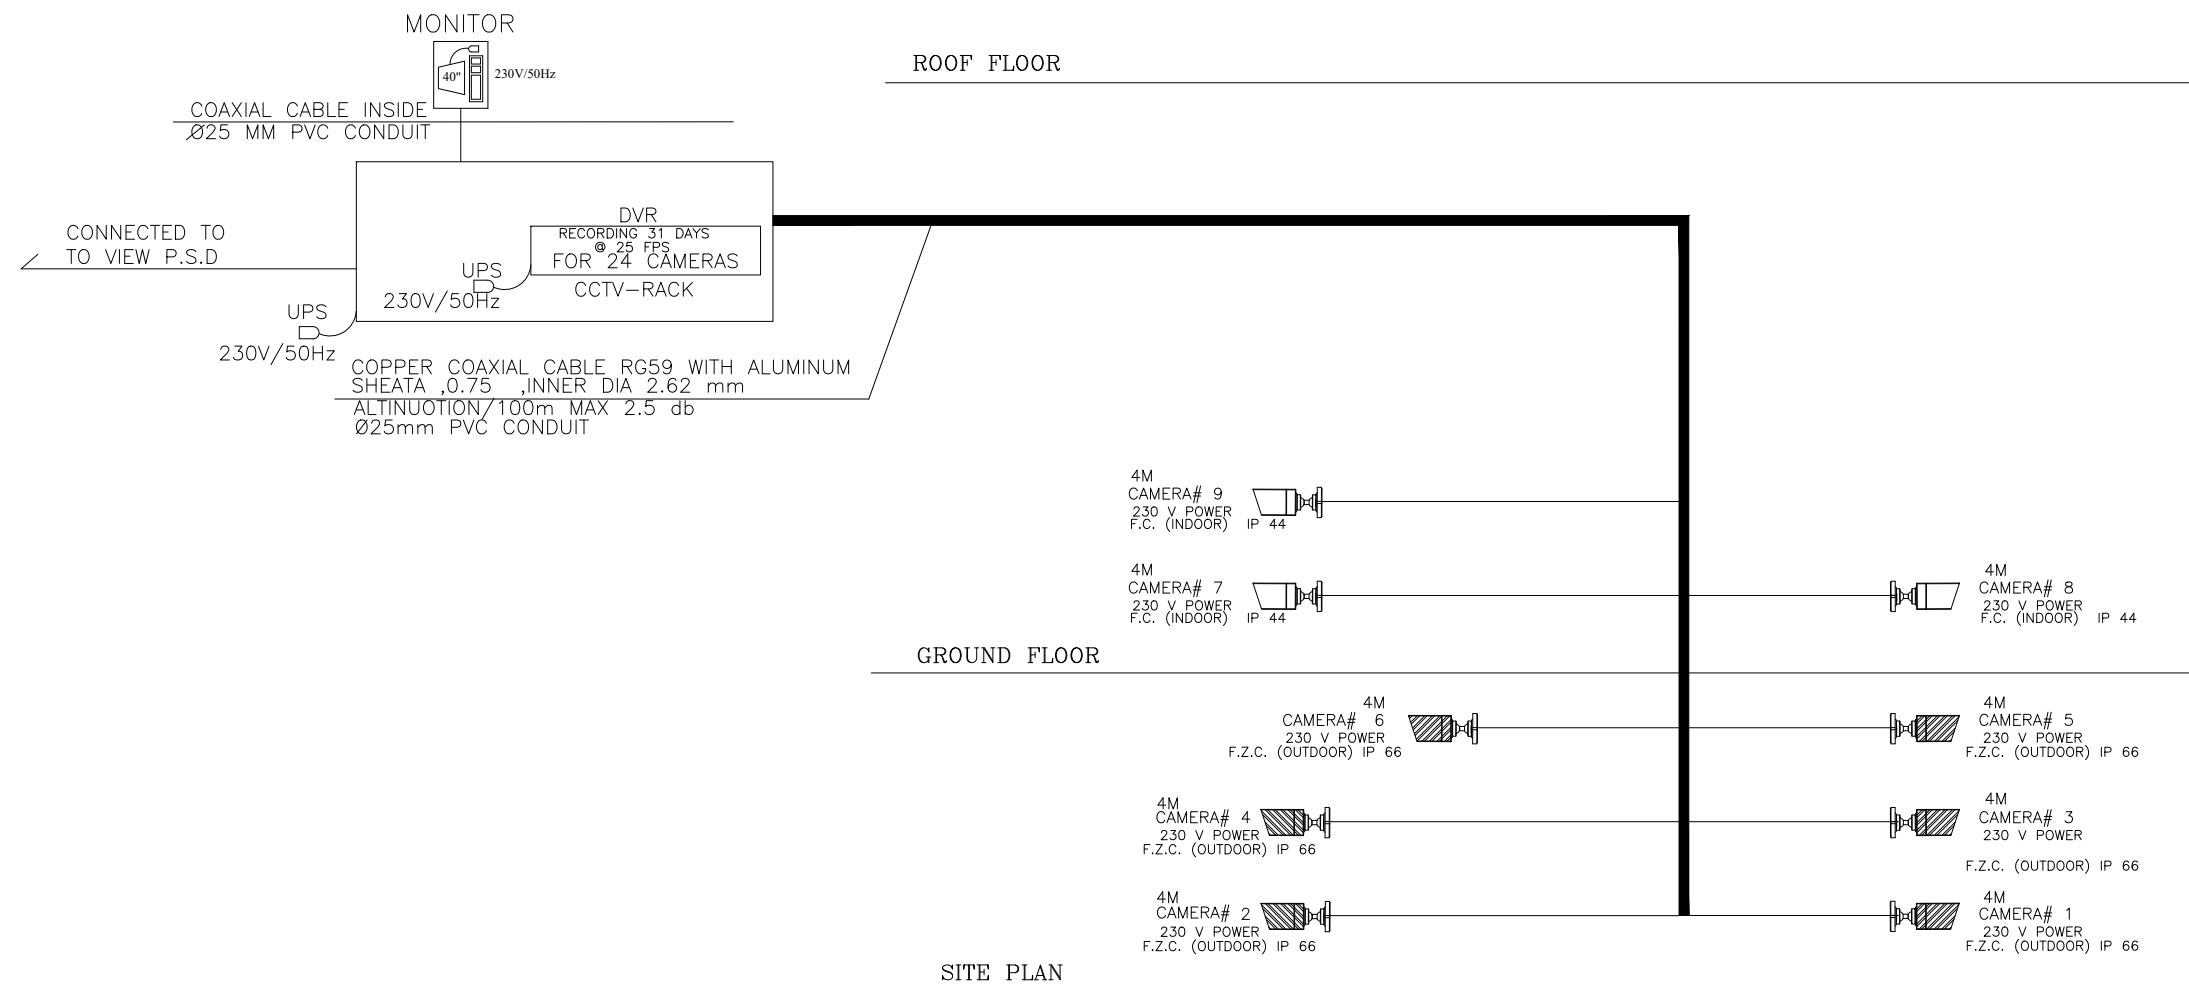 MONITOR
40"
230V/50Hz
COAXIAL CABLE INSIDE
Ø25 MM PVC CONDUIT
CONNECTED TO
TO VIEW P.S.D
DVR
RECORDING 31 DAYS
@ 25 FPS
FOR 24 CAMERAS
CCTV-RACK
UPS
230V/50Hz
UPS
230V/50Hz
COPPER COAXIAL CABLE RG59 WITH ALUMINUM
SHEATA ,0.75 ,INNER DIA 2.62 mm
ALTINUOTION/100m MAX 2.5 db
Ø25mm PVC CONDUIT
ROOF FLOOR
4M
CAMERA# 9
230 V POWER
F.C. (INDOOR) IP 44
4M
CAMERA# 7
230 V POWER
F.C. (INDOOR) IP 44
4M
CAMERA# 8
230 V POWER
F.C. (INDOOR) IP 44
GROUND FLOOR
4M
CAMERA# 6
230 V POWER
F.Z.C. (OUTDOOR) IP 66
4M
CAMERA# 5
230 V POWER
F.Z.C. (OUTDOOR) IP 66
4M
CAMERA# 4
230 V POWER
F.Z.C. (OUTDOOR) IP 66
4M
CAMERA# 3
230 V POWER
F.Z.C. (OUTDOOR) IP 66
4M
CAMERA# 2
230 V POWER
F.Z.C. (OUTDOOR) IP 66
4M
CAMERA# 1
230 V POWER
F.Z.C. (OUTDOOR) IP 66
SITE PLAN